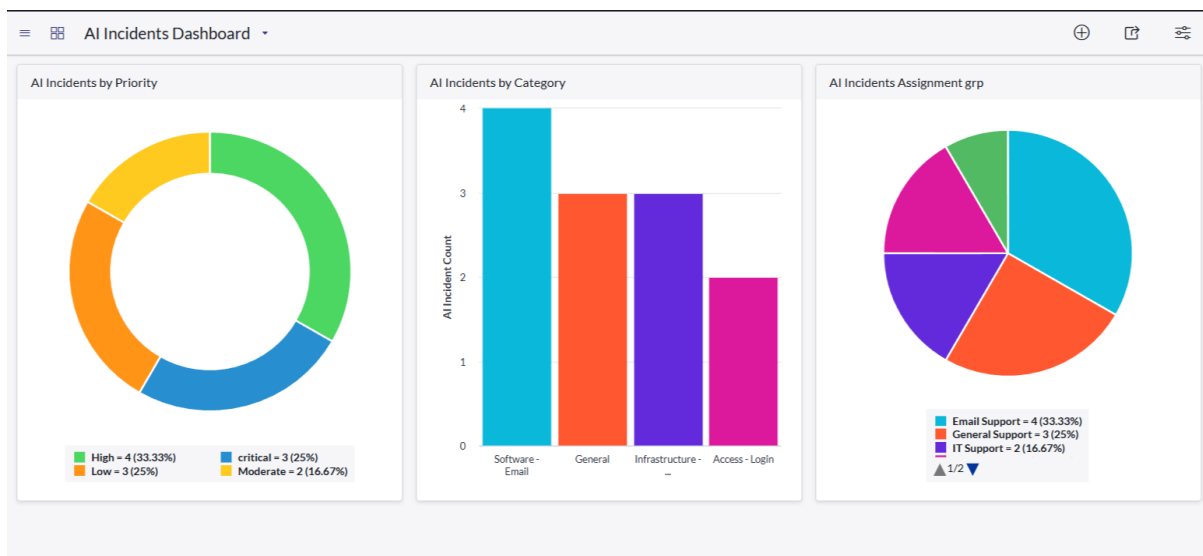 AI Incidents Dashboard
AI Incidents by Priority
High = 4 (33.33%)
critical = 3 (25%)
Low = 3 (25%)
Moderate = 2 (16.67%)
AI Incidents by Category
AI Incident Count
4
3
2
1
0
Software -
Email
General
Infrastructure -
...
Access - Login
AI Incidents Assignment grp
Email Support = 4 (33.33%)
General Support = 3 (25%)
IT Support = 2 (16.67%)
1/2